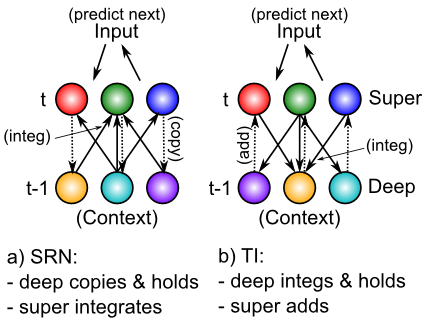 (predict next)
Input
t
(integ)
(copy)
t-1
(Context)
a) SRN:
- deep copies & holds
- super integrates
(predict next)
Input
t
Super
(add)
(integ)
t-1
Deep
(Context)
b) TI:
- deep integs & holds
- super adds